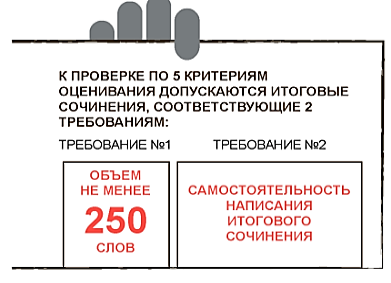 К ПРОВЕРКЕ ПО 5 КРИТЕРИЯМ
ОЦЕНИВАНИЯ ДОПУСКАЮТСЯ ИТОГОВЫЕ
СОЧИНЕНИЯ, СООТВЕТСТВУЮЩИЕ 2
ТРЕБОВАНИЯМ:
ТРЕБОВАНИЕ №1 ТРЕБОВАНИЕ №2
ОБЪЕМ
НЕ МЕНЕЕ
250
СЛОВ
САМОСТОЯТЕЛЬНОСТЬ
НАПИСАНИЯ
ИТОГОВОГО
СОЧИНЕНИЯ